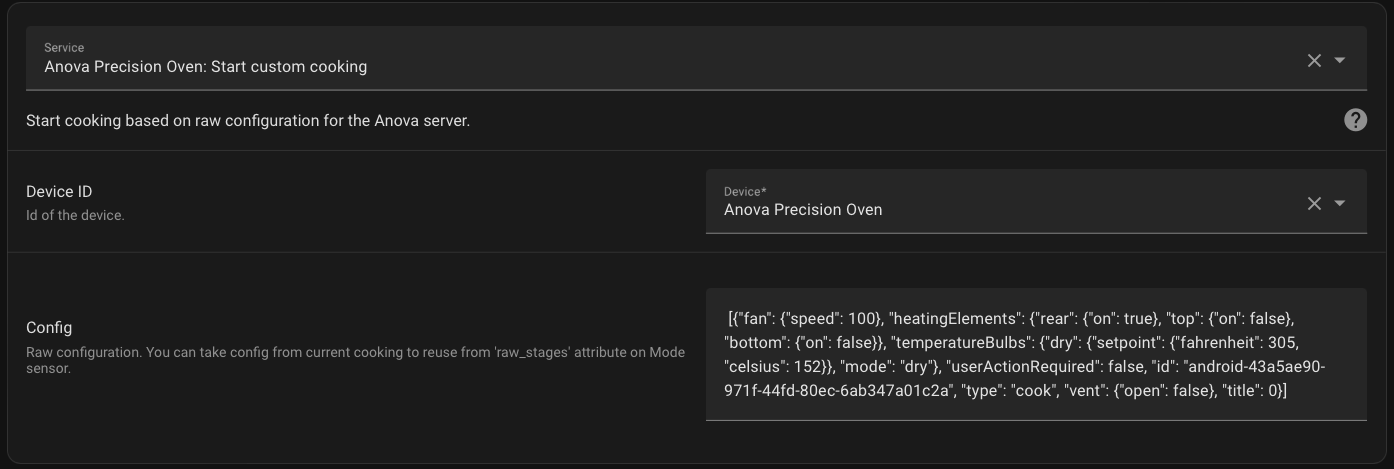 Service
Anova Precision Oven: Start custom cooking
Start cooking based on raw configuration for the Anova server.
Device ID
Id of the device.
Device*
Anova Precision Oven
Config
Raw configuration. You can take config from current cooking to reuse from 'raw_stages' attribute on Mode
sensor.
[{"fan": {"speed": 100}, "heatingElements": {"rear": {"on": true}, "top": {"on": false},
"bottom": {"on": false}}, "temperatureBulbs": {"dry": {"setpoint": {"fahrenheit": 305,
"celsius": 152}}, "mode": "dry"}, "userActionRequired": false, "id": "android-43a5ae90-
971f-44fd-80ec-6ab347a01c2a", "type": "cook", "vent": {"open": false}, "title": 0}]